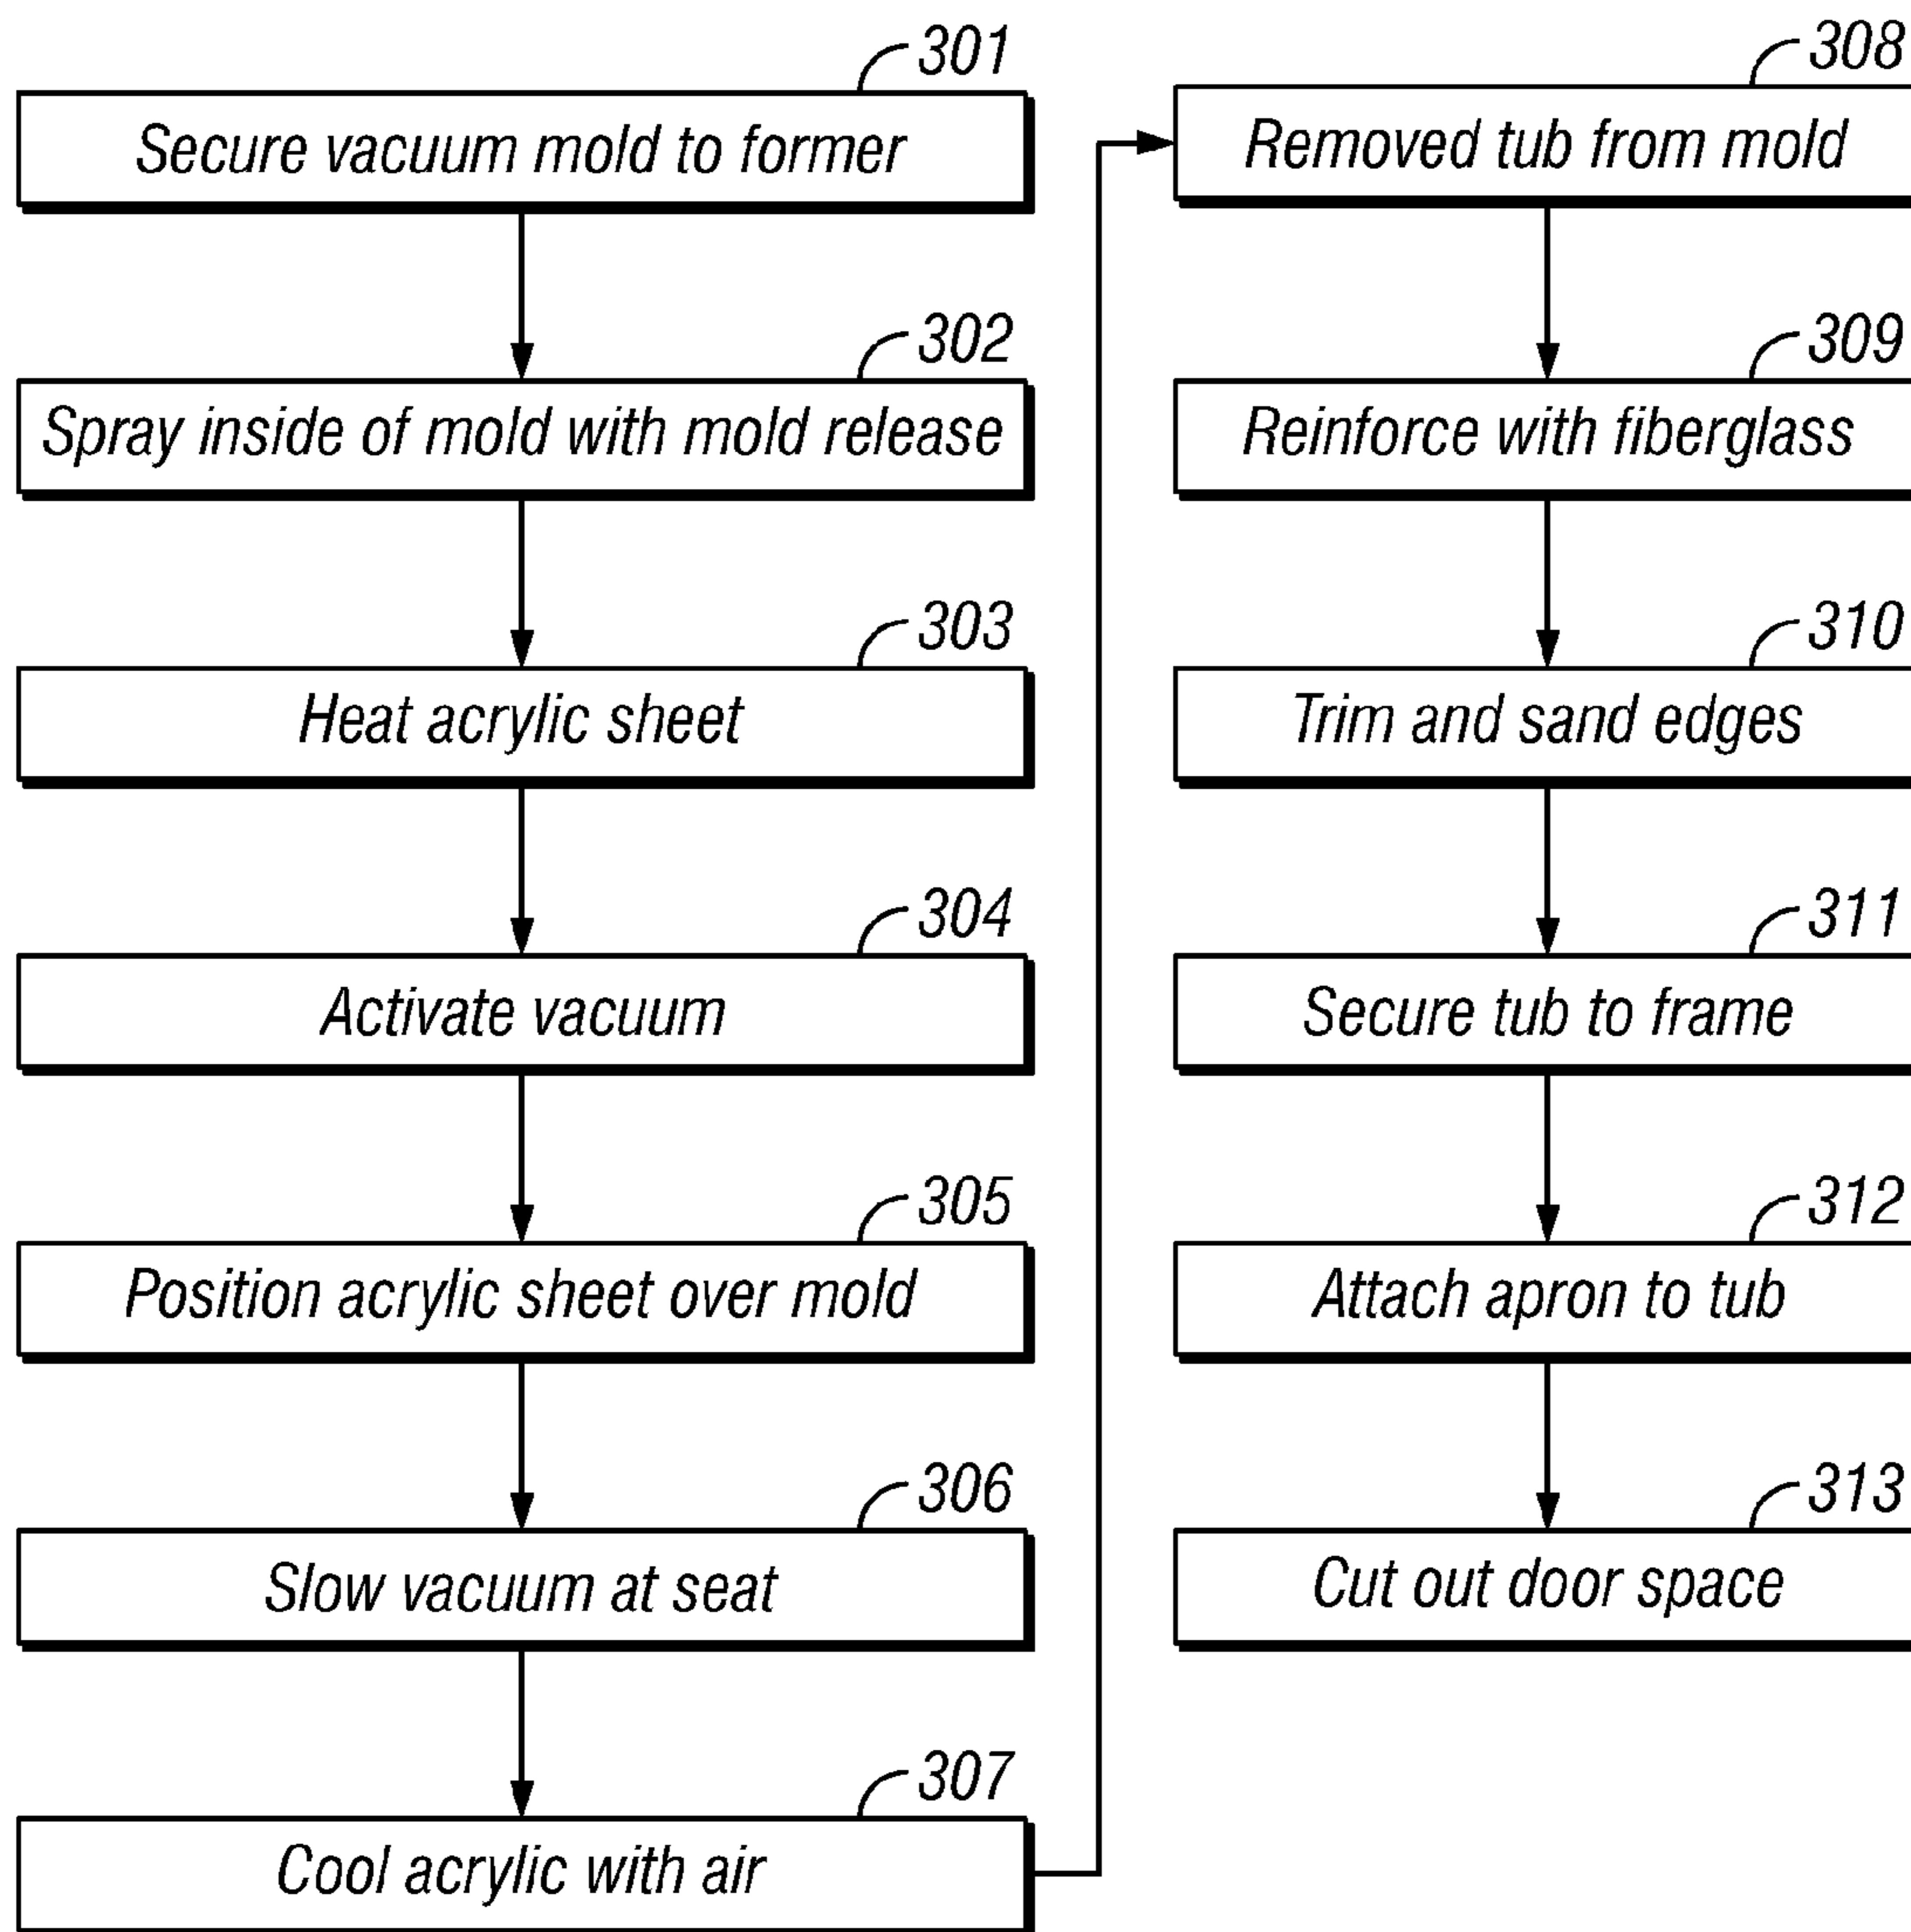 301
Secure vacuum mold to former
302
Spray inside of mold with mold release
303
Heat acrylic sheet
304
Activate vacuum
305
Position acrylic sheet over mold
306
Slow vacuum at seat
307
Cool acrylic with air
308
Removed tub from mold
309
Reinforce with fiberglass
310
Trim and sand edges
311
Secure tub to frame
312
Attach apron to tub
313
Cut out door space